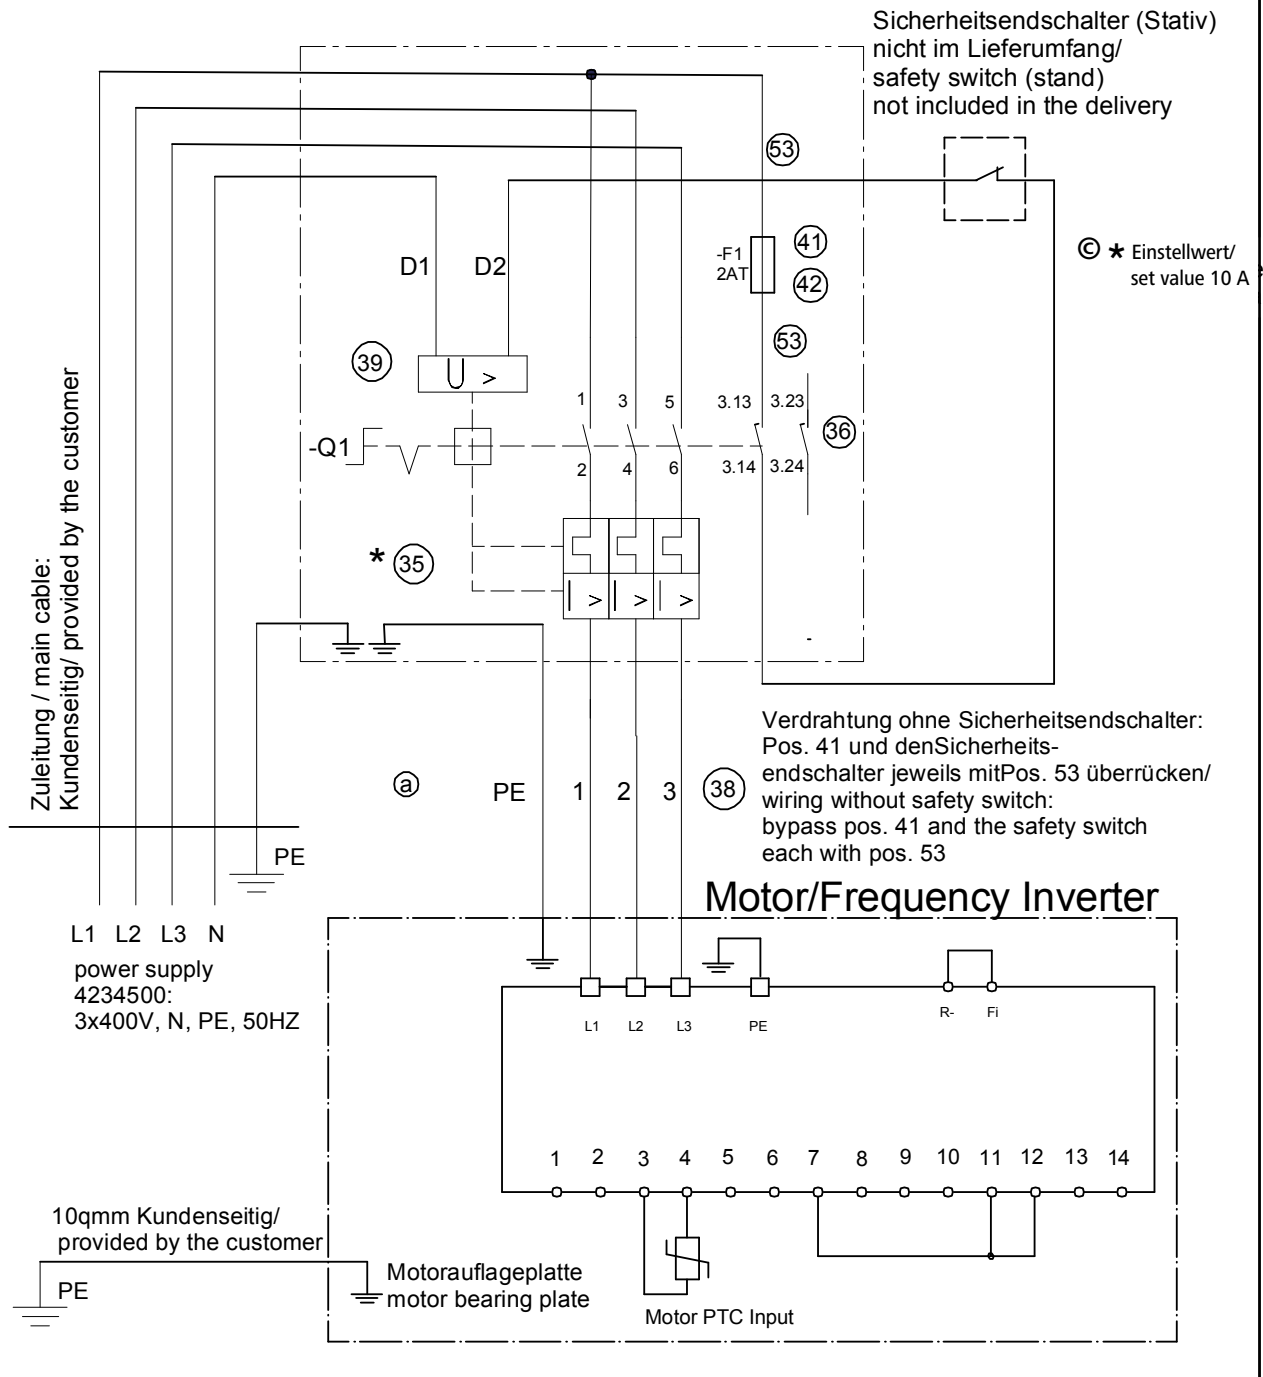 Sicherheitsendschalter (Stativ)
nicht im Lieferumfang/
safety switch (stand)
not included in the delivery
53
© * Einstellwert/
set value 10 A
-F1
2AT
41
42
D1
D2
53
39
U >
1
3
5
3.13
3.23
36
-Q1
2
4
6
3.14
3.24
* 35
I >
I >
I >
Zuleitung / main cable:
Kundenseitig/ provided by the customer
Verdrahtung ohne Sicherheitsendschalter:
Pos. 41 und denSicherheits-
endschalter jeweils mitPos. 53 überrücken/
wiring without safety switch:
bypass pos. 41 and the safety switch
each with pos. 53
a
PE
1
2
3
38
PE
Motor/Frequency Inverter
L1 L2 L3 N
power supply
4234500:
3x400V, N, PE, 50HZ
L1
L2
L3
PE
R-
Fi
1 2 3 4 5 6 7 8 9 10 11 12 13 14
10qmm Kundenseitig/
provided by the customer
PE
Motorauflageplatte
motor bearing plate
Motor PTC Input